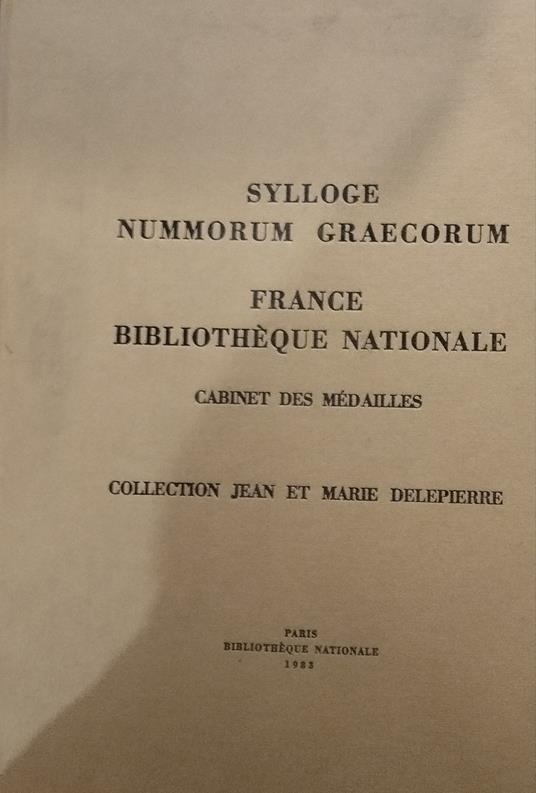 SYLLOGE
NUMMORUM GRAECORUM
FRANCE
BIBLIOTHÈQUE NATIONALE
CABINET DES MÉDAILLES
COLLECTION JEAN ET MARIE DELEPIERRE
PARIS
BIBLIOTHÈQUE NATIONALE
1983